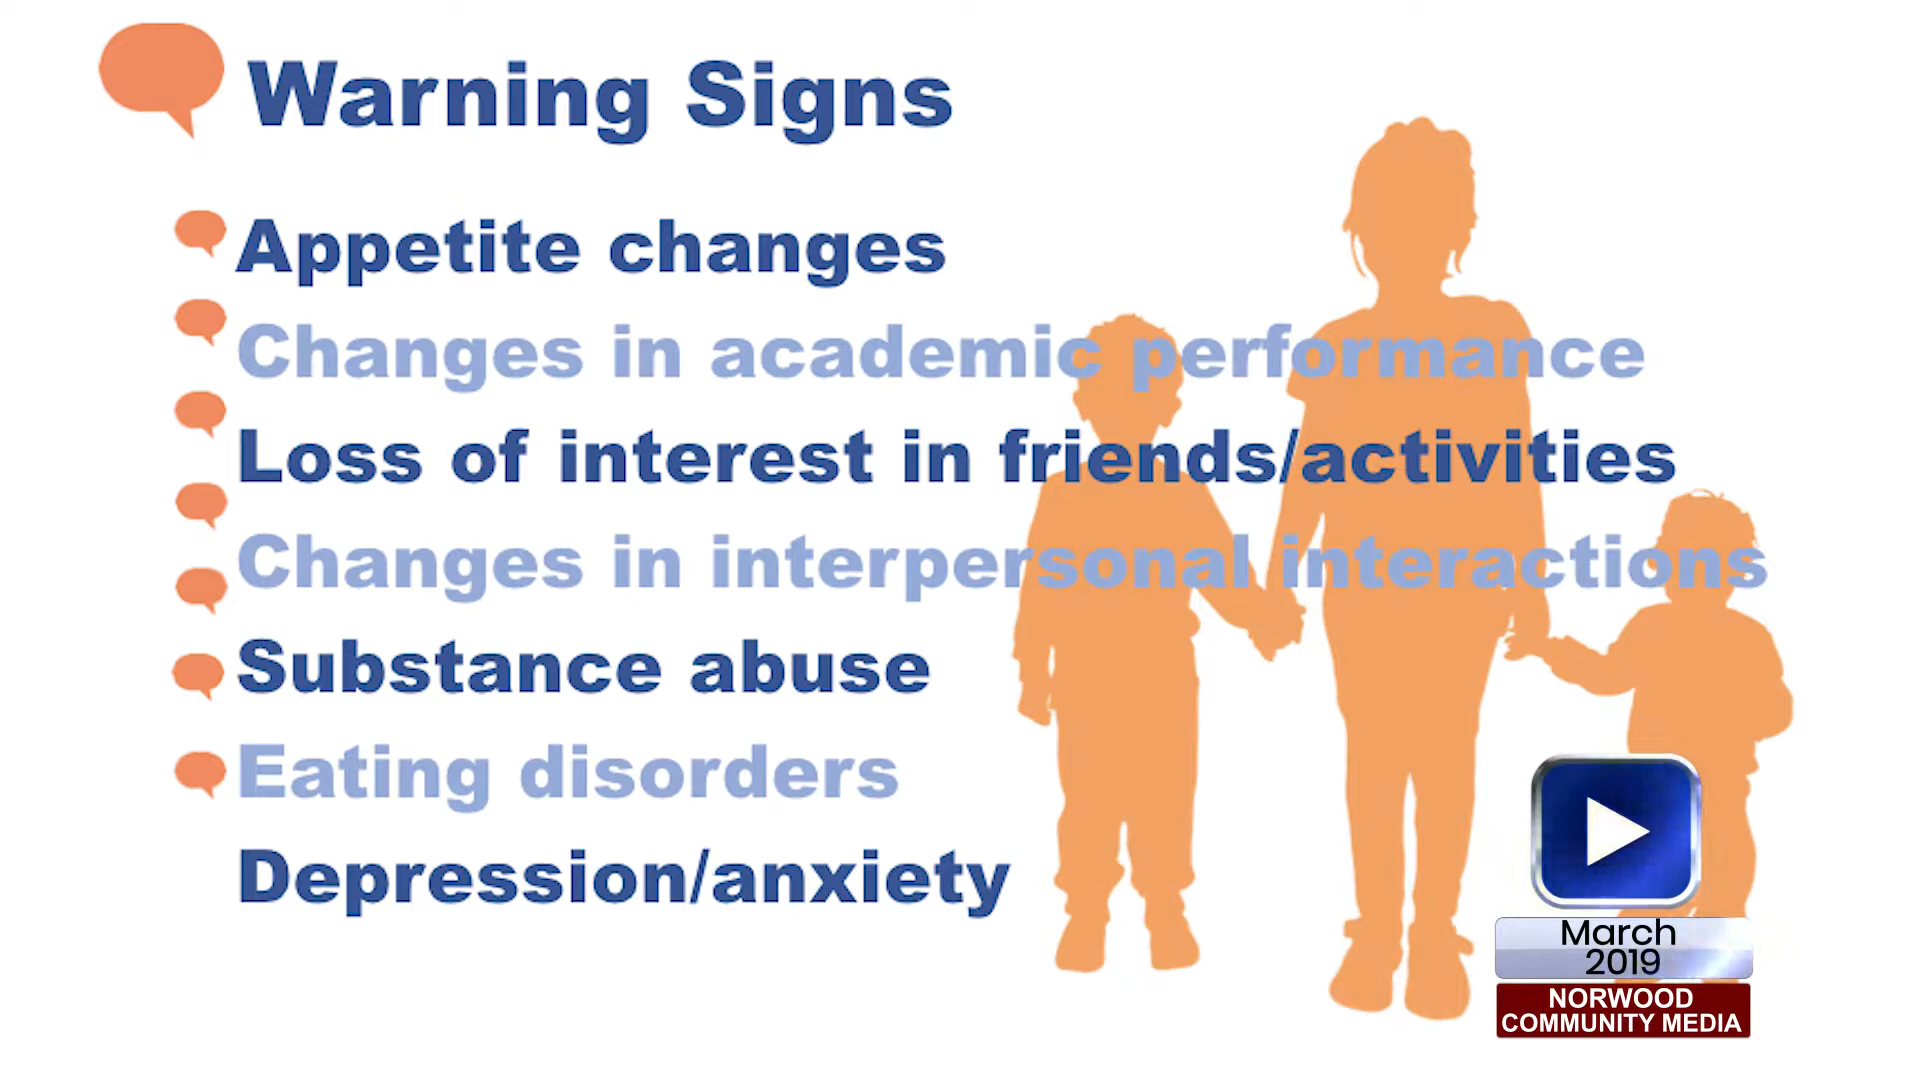 Warning Signs
Appetite changes
Changes in academic performance
Loss of interest in friends/activities
Changes in interpersonal interactions
Substance abuse
Eating disorders
Depression/anxiety
March
2019
NORWOOD
COMMUNITY MEDIA